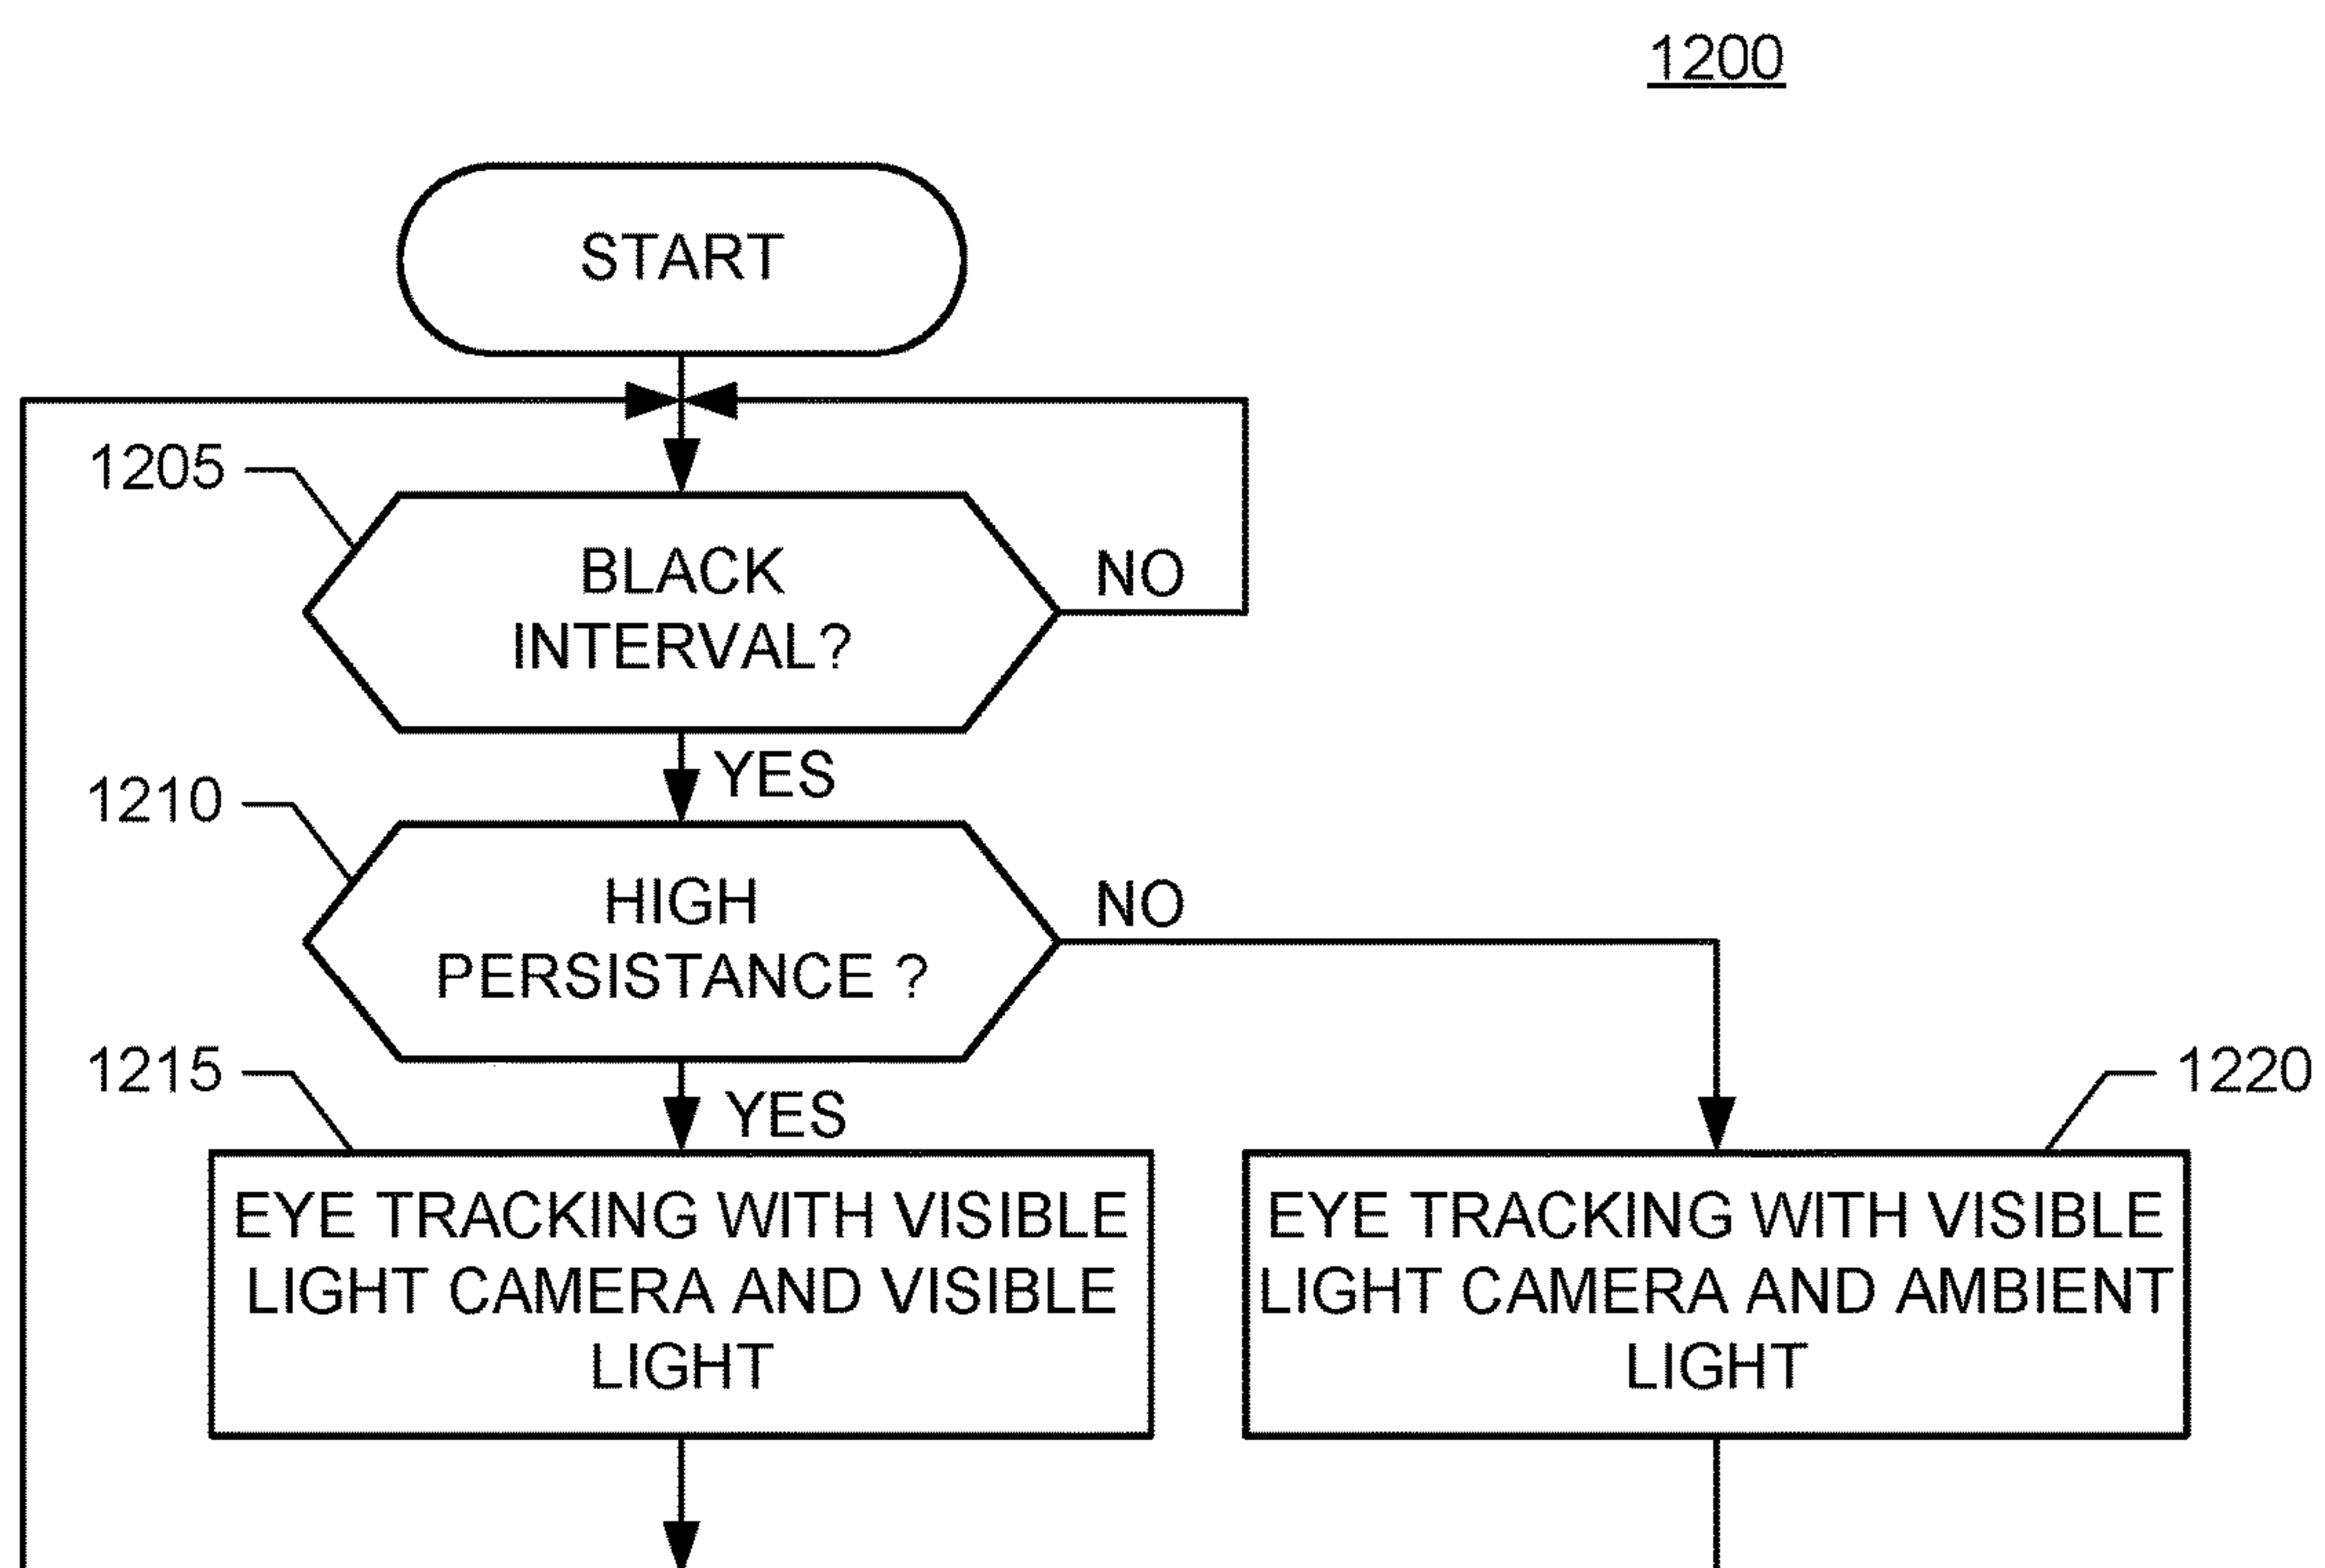 1200
START
1205
BLACK
INTERVAL?
NO
YES
1210
HIGH
PERSISTANCE ?
NO
YES
1215
EYE TRACKING WITH VISIBLE
LIGHT CAMERA AND VISIBLE
LIGHT
1220
EYE TRACKING WITH VISIBLE
LIGHT CAMERA AND AMBIENT
LIGHT